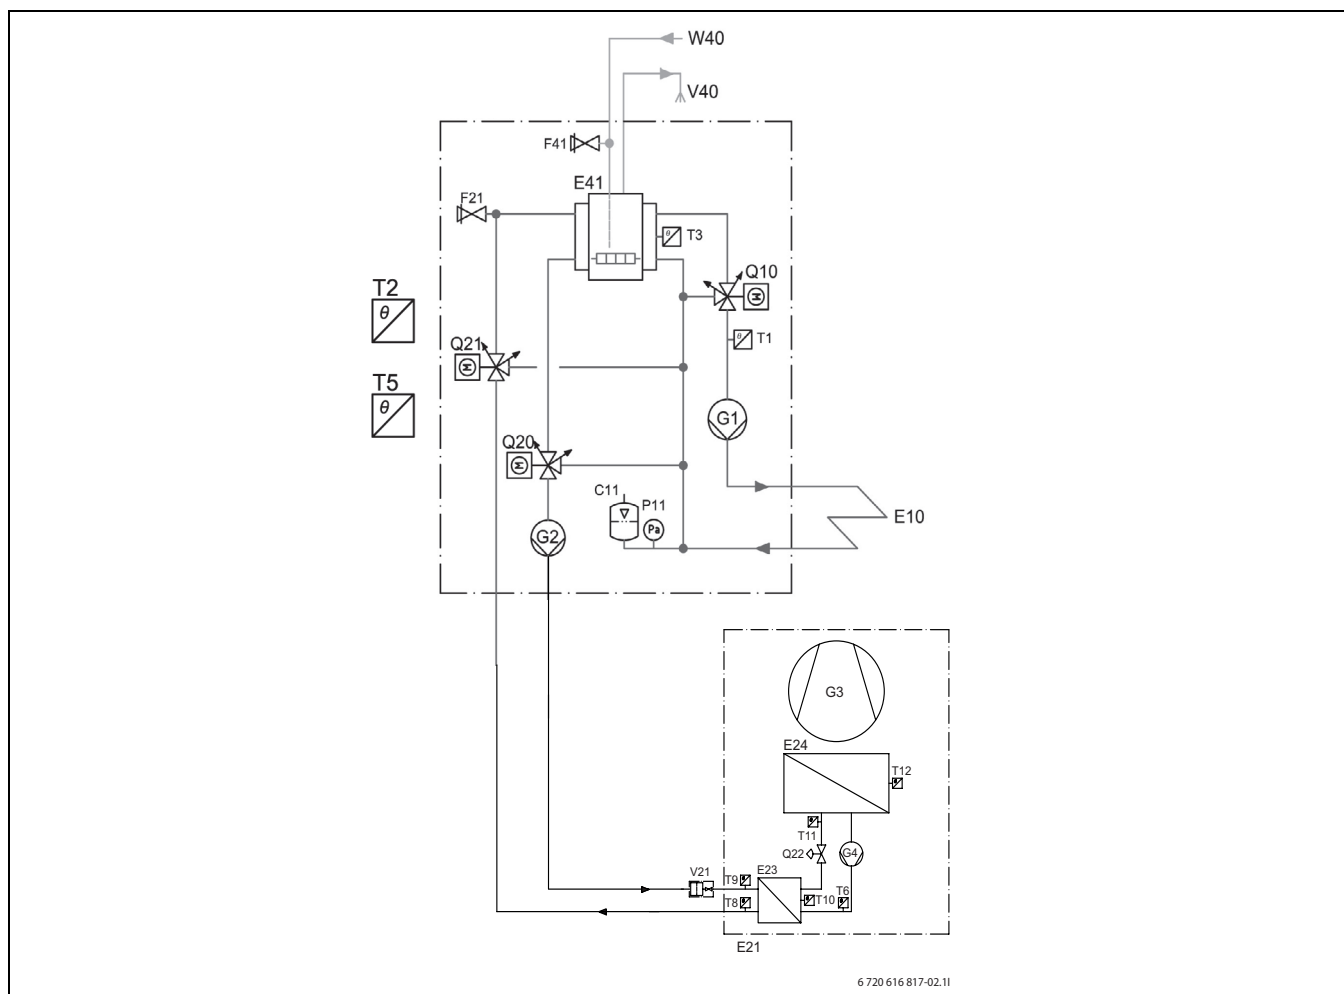 W40
V40
F41
E41
F21
T3
T2
θ
Q10
M
T1
Q21
M
T5
θ
G1
Q20
M
C11
P11
Pa
E10
G2
G3
E24
T12
T11
Q22
G4
V21
T9
E23
T6
T8
T10
E21
6 720 616 817-02.1I